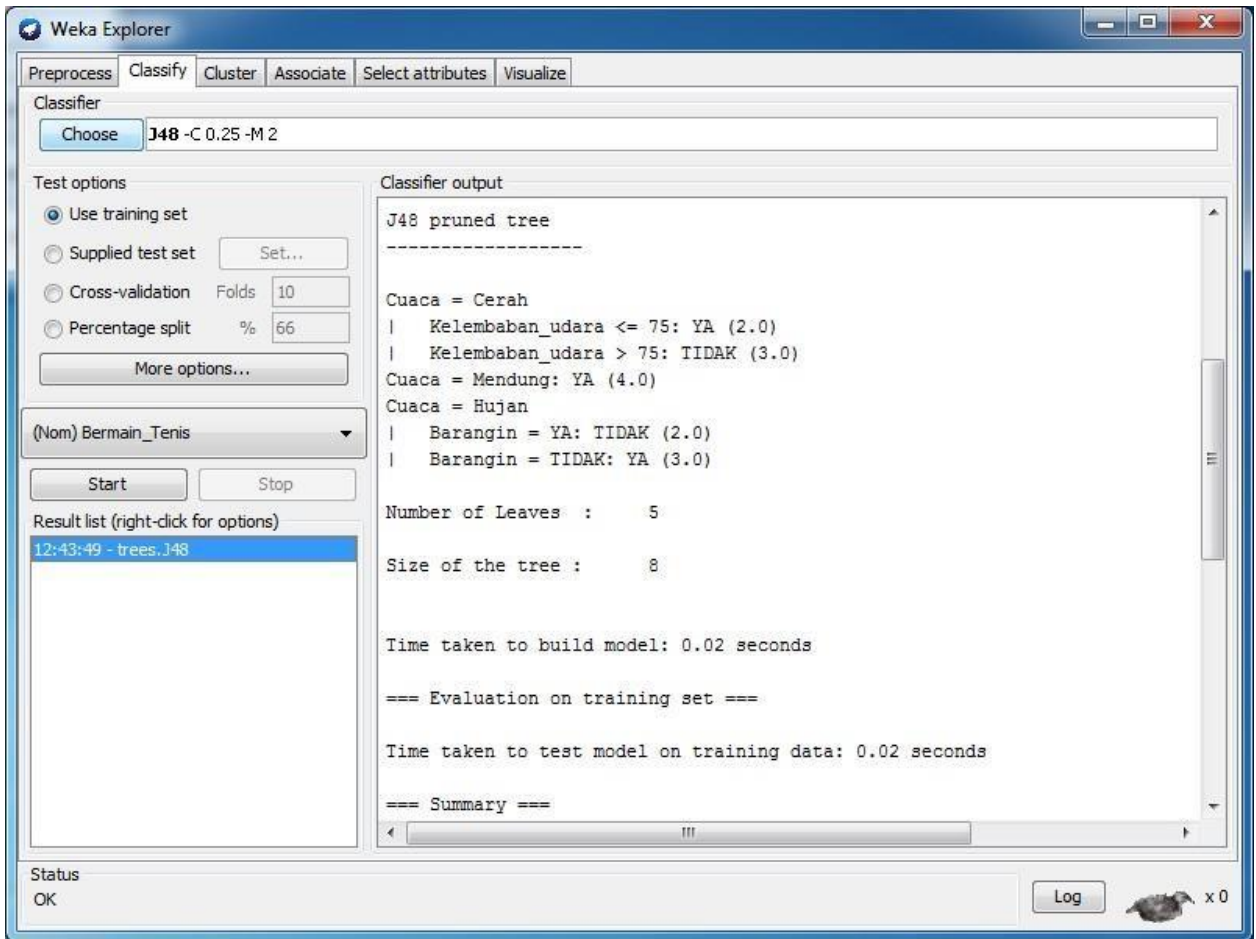 Weka Explorer
Preprocess Classify Cluster Associate Select attributes Visualize
Classifier
Choose J48 -C 0.25 -M 2
Test options
Use training set
Supplied test set Set...
Cross-validation Folds 10
Percentage split % 66
More options...
(Nom) Bermain_Tenis
Start Stop
Result list (right-click for options)
12:43:49 - trees.J48
Classifier output
J48 pruned tree
------------------
Cuaca = Cerah
|   Kelembaban_udara <= 75: YA (2.0)
|   Kelembaban_udara > 75: TIDAK (3.0)
Cuaca = Mendung: YA (4.0)
Cuaca = Hujan
|   Barangin = YA: TIDAK (2.0)
|   Barangin = TIDAK: YA (3.0)
Number of Leaves  :     5
Size of the tree :     8
Time taken to build model: 0.02 seconds
=== Evaluation on training set ===
Time taken to test model on training data: 0.02 seconds
=== Summary ===
Status
OK
Log x 0